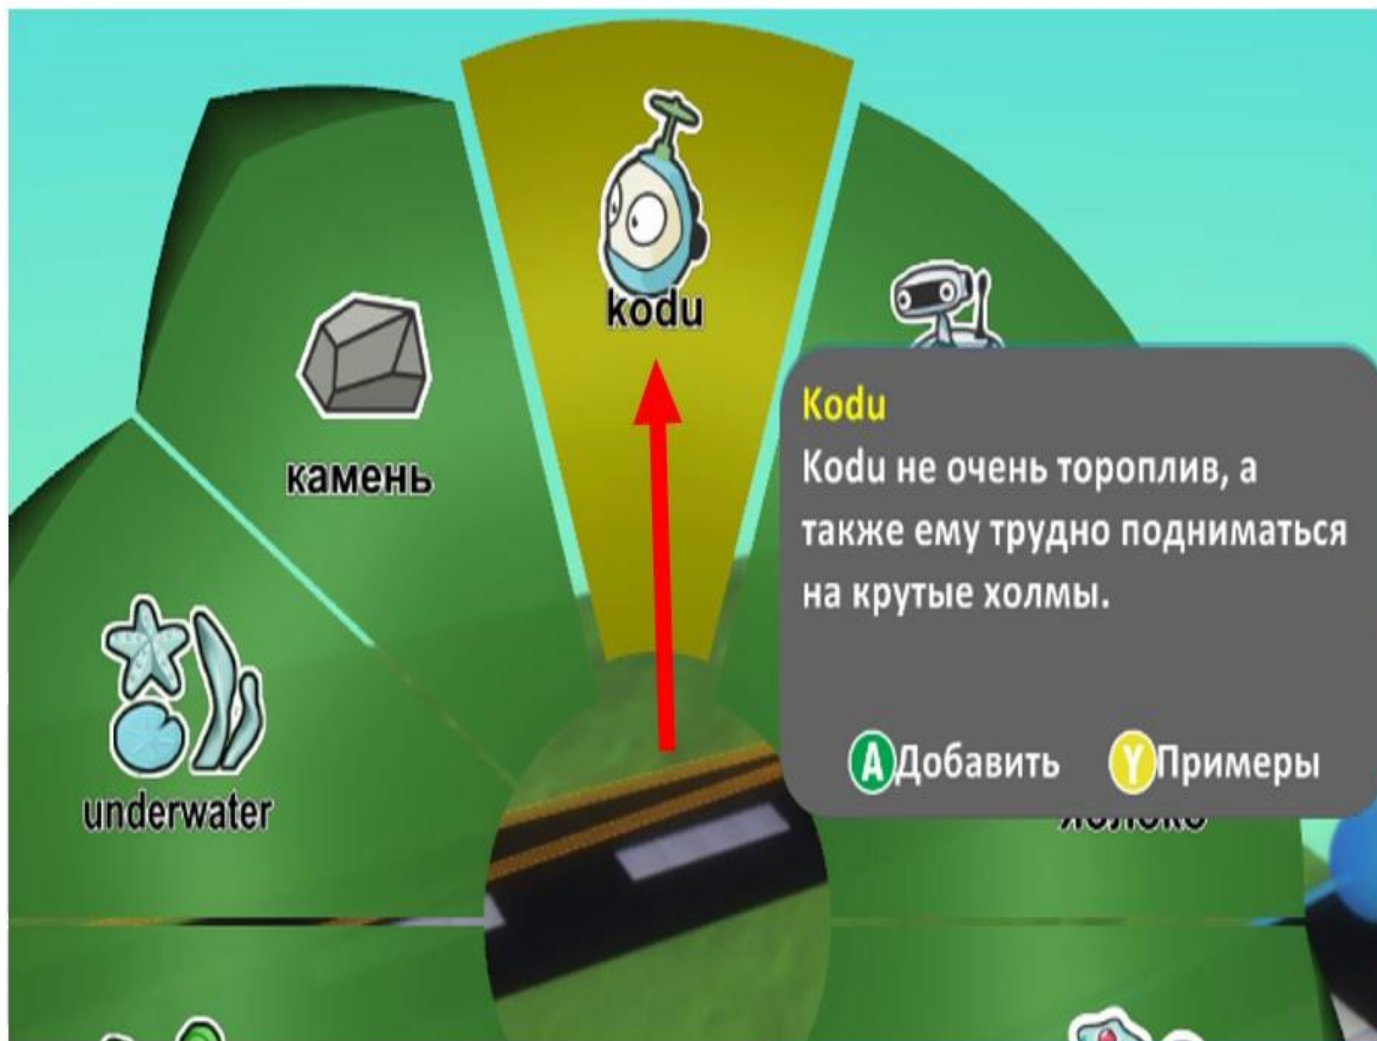 kodu
камень
Kodu
Kodu не очень тороплив, а
также ему трудно подниматься
на крутые холмы.
A Добавить Y Примеры
underwater